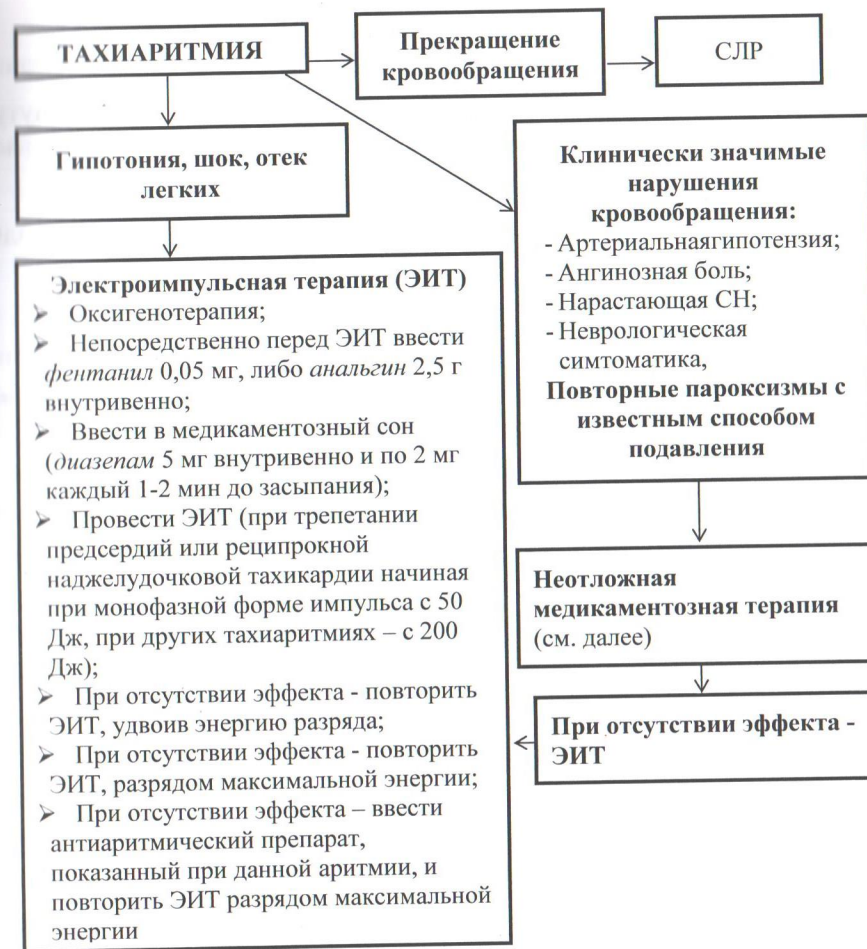 ТАХИАРИТМИЯ
Прекращение
кровообращения
СЛР
Гипотония, шок, отек
легких
Клинически значимые
нарушения
кровообращения:
- Артериальнаягипотензия;
- Ангинозная боль;
- Нарастающая СН;
- Неврологическая
симтоматика,
Повторные пароксизмы с
известным способом
подавления
Электроимпульсная терапия (ЭИТ)
➢ Оксигенотерапия;
➢ Непосредственно перед ЭИТ ввести
фентанил 0,05 мг, либо анальгин 2,5 г
внутривенно;
➢ Ввести в медикаментозный сон
(диазепам 5 мг внутривенно и по 2 мг
каждый 1-2 мин до засыпания);
➢ Провести ЭИТ (при трепетании
предсердий или реципрокной
наджелудочковой тахикардии начиная
при монофазной форме импульса с 50
Дж, при других тахиаритмиях – с 200
Дж);
➢ При отсутствии эффекта - повторить
ЭИТ, удвоив энергию разряда;
➢ При отсутствии эффекта - повторить
ЭИТ, разрядом максимальной энергии;
➢ При отсутствии эффекта – ввести
антиаритмический препарат,
показанный при данной аритмии, и
повторить ЭИТ разрядом максимальной
энергии
Неотложная
медикаментозная терапия
(см. далее)
При отсутствии эффекта -
ЭИТ